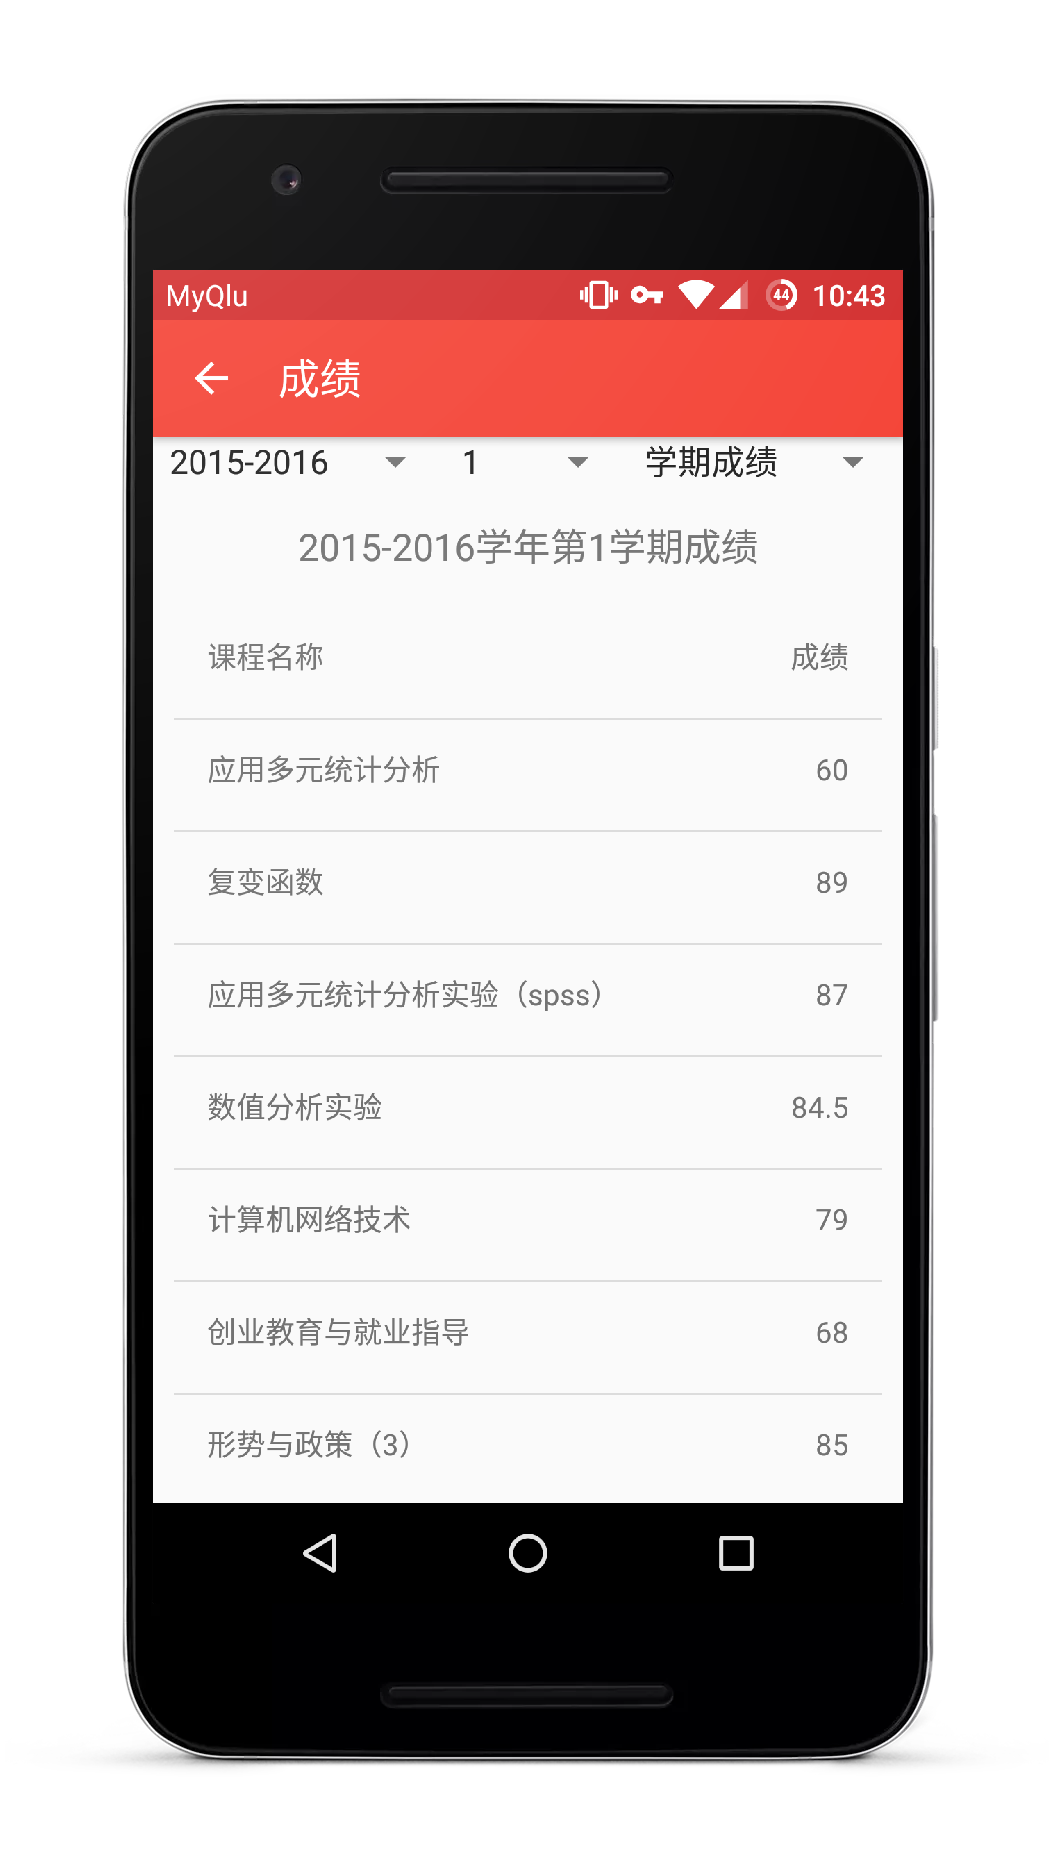 MyQlu 44 10:43
成绩
2015-2016 1 学期成绩
2015-2016学年第1学期成绩
课程名称 成绩
应用多元统计分析 60
复变函数 89
应用多元统计分析实验（spss） 87
数值分析实验 84.5
计算机网络技术 79
创业教育与就业指导 68
形势与政策（3） 85